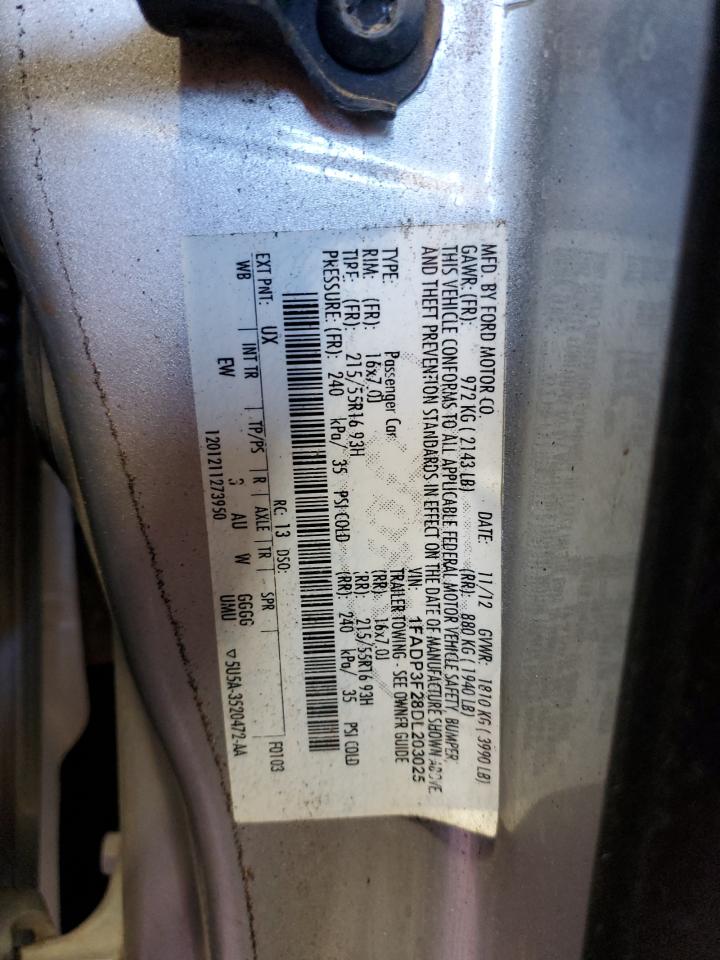 MFD. BY FORD MOTOR CO. DATE: 11/12 GVWR: 1810 KG ( 3990 LB)
GAWR: (FR): 972 KG ( 2143 LB) (RR): 880 KG ( 1940 LB)
THIS VEHICLE CONFORMS TO ALL APPLICABLE FEDERAL MOTOR VEHICLE SAFETY, BUMPER,
AND THEFT PREVENTION STANDARDS IN EFFECT ON THE DATE OF MANUFACTURE SHOWN ABOVE.
VIN: 1FADP3F28DL203025
TYPE: Passenger Car TRAILER TOWING - SEE OWNER GUIDE
RIM: (FR): 16x7.0J (RR): 16x7.0J
TIRE: (FR): 215/55R16 93H (RR): 215/55R16 93H
PRESSURE: (FR): 240 kPa/ 35 PSI COLD (RR): 240 kPa/ 35 PSI COLD
RC: 13 DSO: F0103
EXT PNT: UX
WB INT TR TP/PS R AXLE TR SPR
EW 3 AU W GGGG
UMU
1201211273950 ▽5U5A-3520472-AA